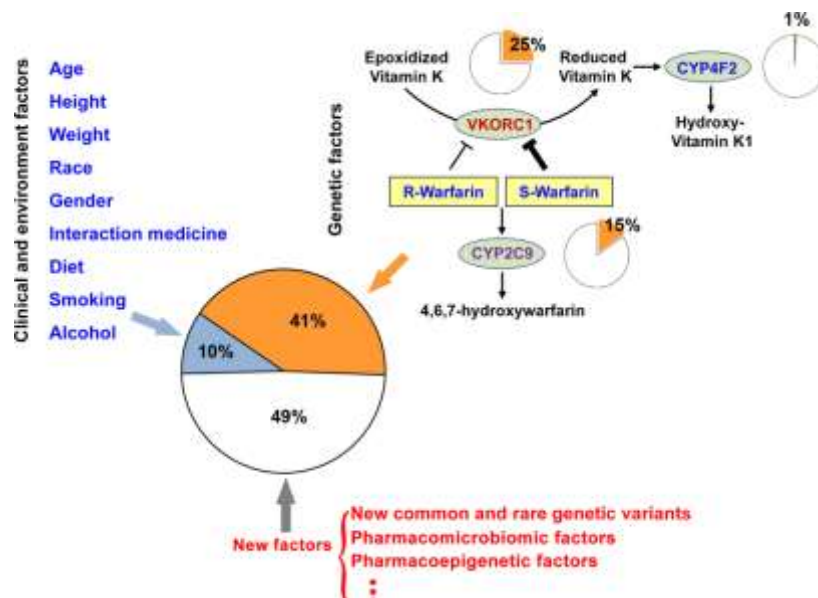 Clinical and environment factors
Age
Height
Weight
Race
Gender
Interaction medicine
Diet
Smoking
Alcohol
Genetic factors
Epoxidized
Vitamin K
25%
Reduced
Vitamin K
CYP4F2
1%
VKORC1
Hydroxy-
Vitamin K1
R-Warfarin
S-Warfarin
CYP2C9
15%
4,6,7-hydroxywarfarin
41%
10%
49%
New factors
New common and rare genetic variants
Pharmacomicrobiomic factors
Pharmacoepigenetic factors